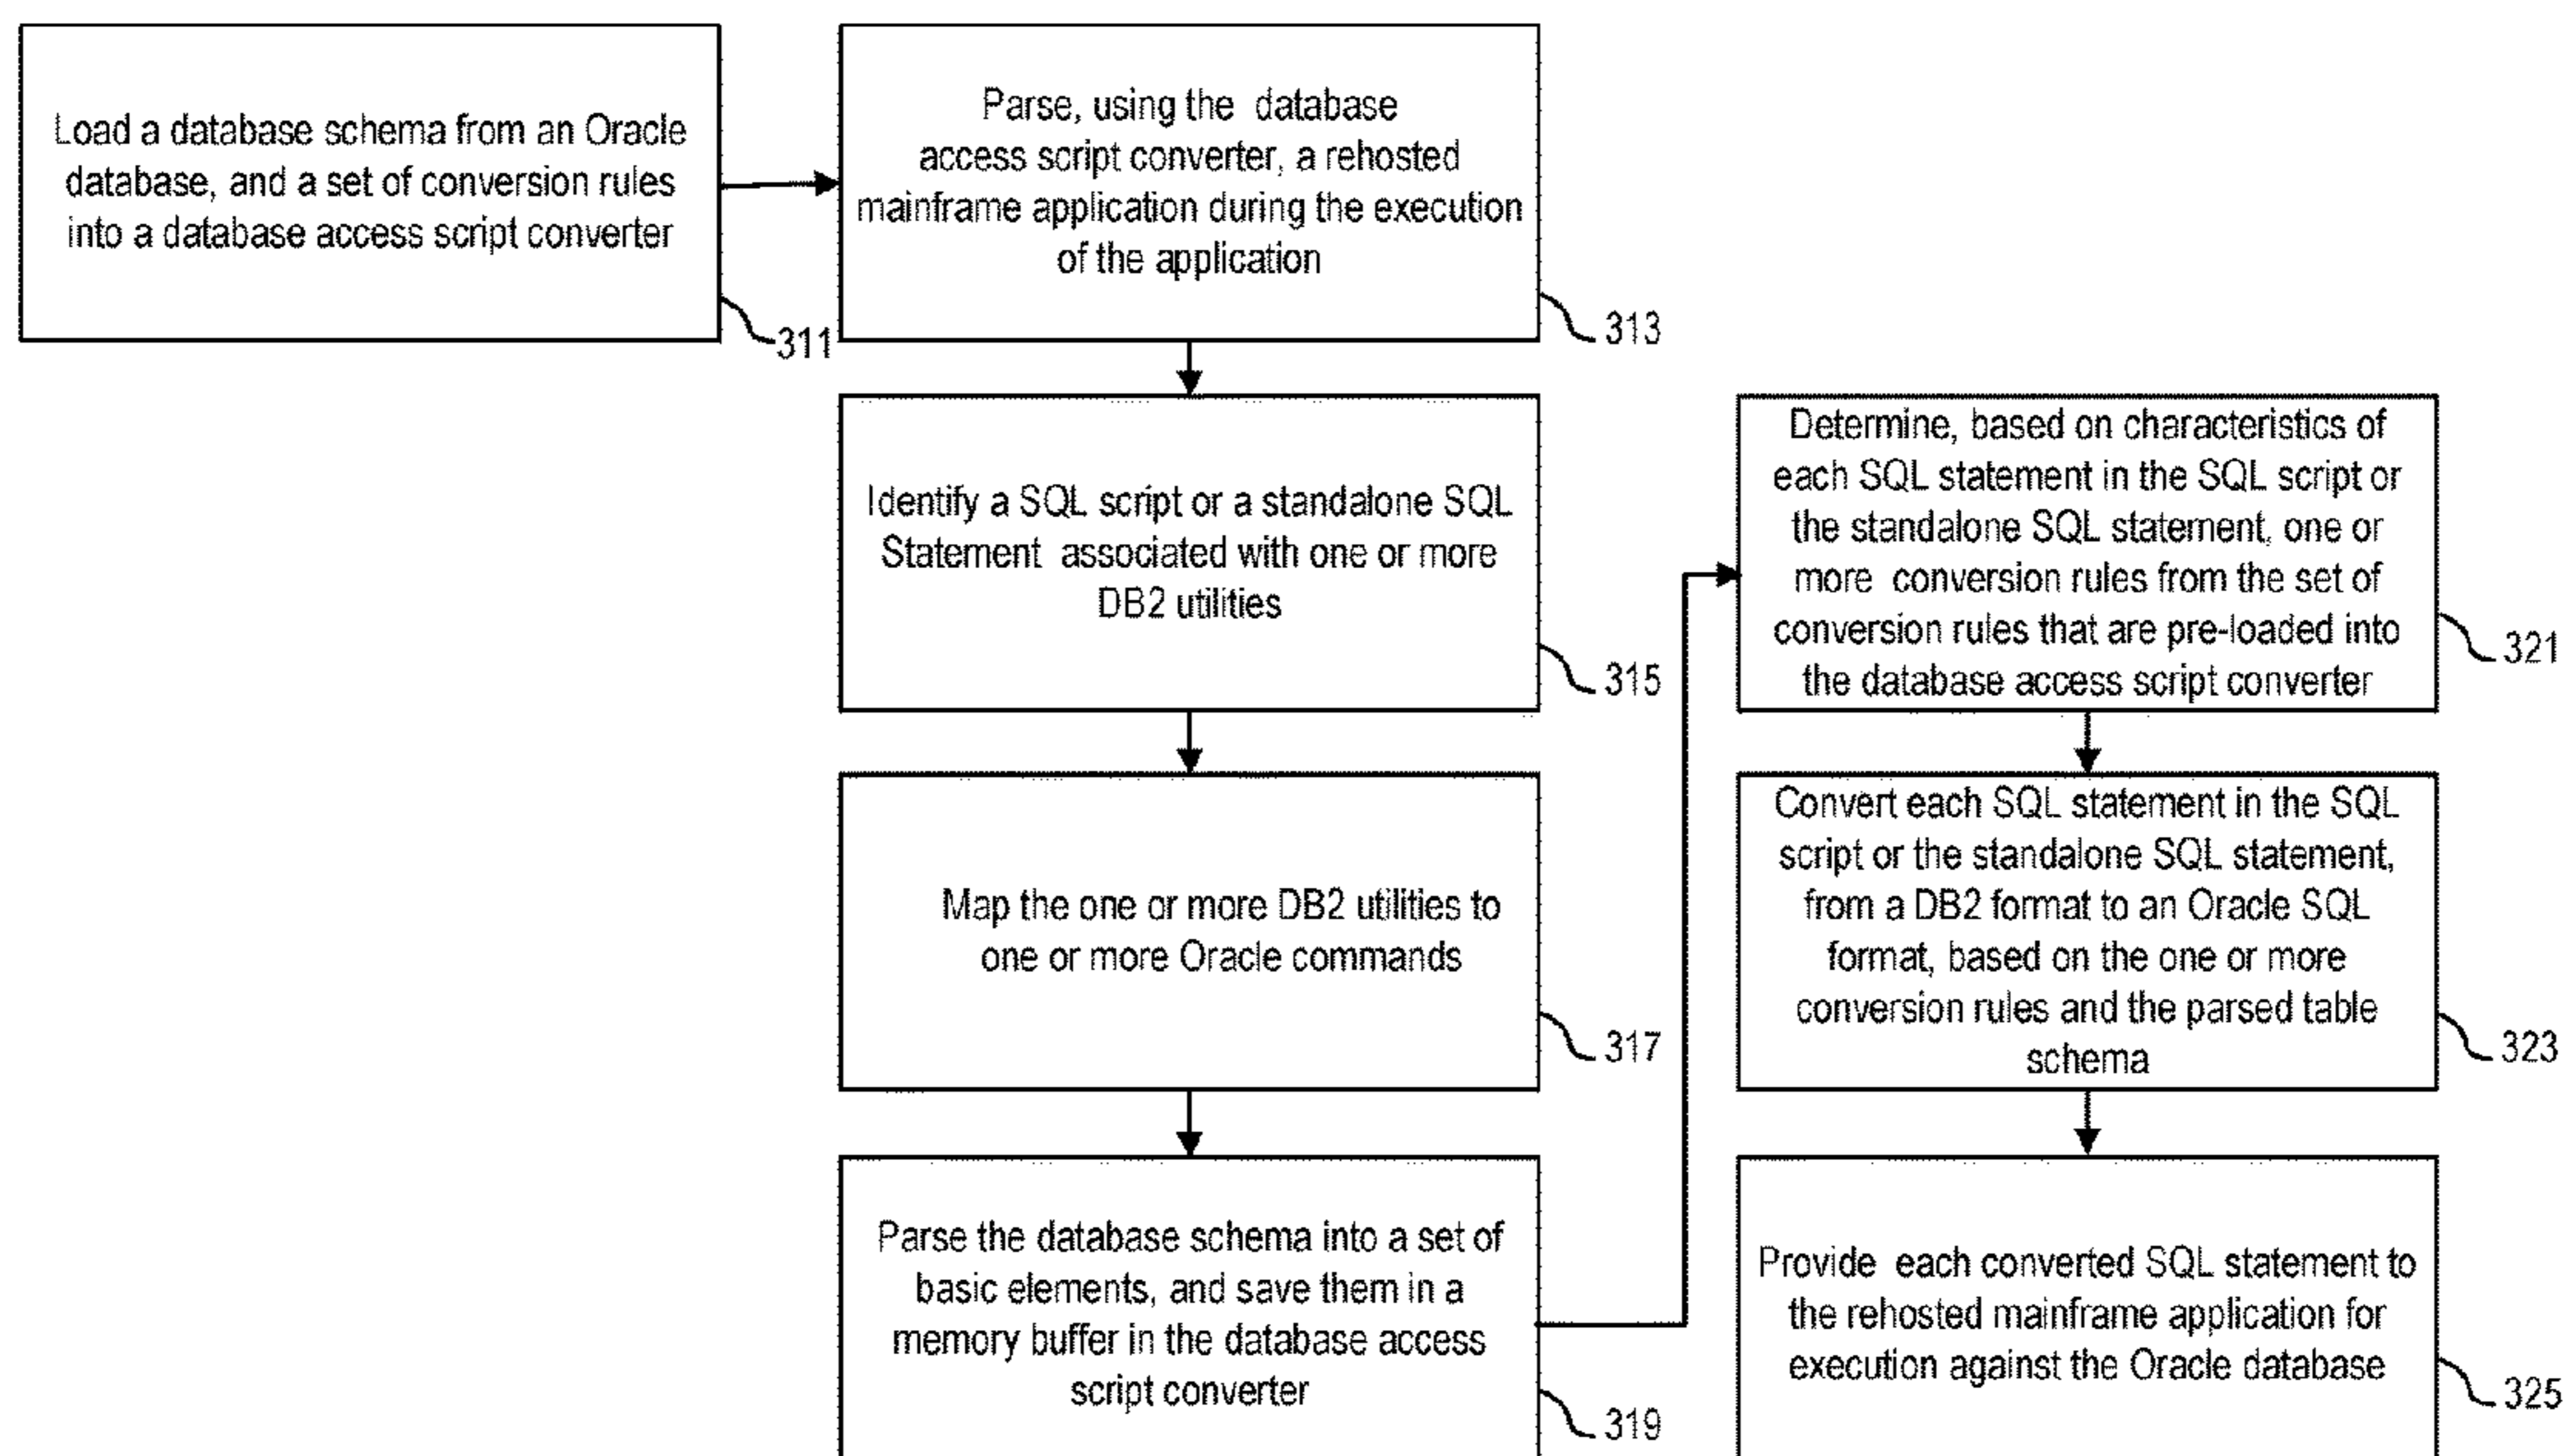 Load a database schema from an Oracle
database, and a set of conversion rules
into a database access script converter
311
Parse, using the database
access script converter, a rehosted
mainframe application during the execution
of the application
313
Identify a SQL script or a standalone SQL
Statement associated with one or more
DB2 utilities
315
Map the one or more DB2 utilities to
one or more Oracle commands
317
Parse the database schema into a set of
basic elements, and save them in a
memory buffer in the database access
script converter
319
Determine, based on characteristics of
each SQL statement in the SQL script or
the standalone SQL statement, one or
more conversion rules from the set of
conversion rules that are pre-loaded into
the database access script converter
321
Convert each SQL statement in the SQL
script or the standalone SQL statement,
from a DB2 format to an Oracle SQL
format, based on the one or more
conversion rules and the parsed table
schema
323
Provide each converted SQL statement to
the rehosted mainframe application for
execution against the Oracle database
325